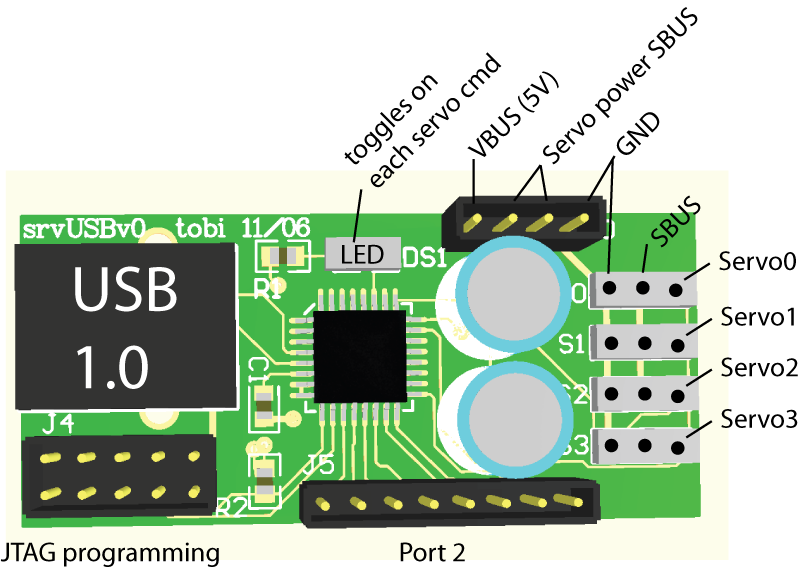 toggles on
each servo cmd
VBUS (5V)
Servo power SBUS
GND
SBUS
srvUSBv0 tobi 11/06
LED
DS1
R1
USB
1.0
Servo0
0
S1
Servo1
C1
S2
Servo2
J4
S3
Servo3
J5
R2
JTAG programming
Port 2